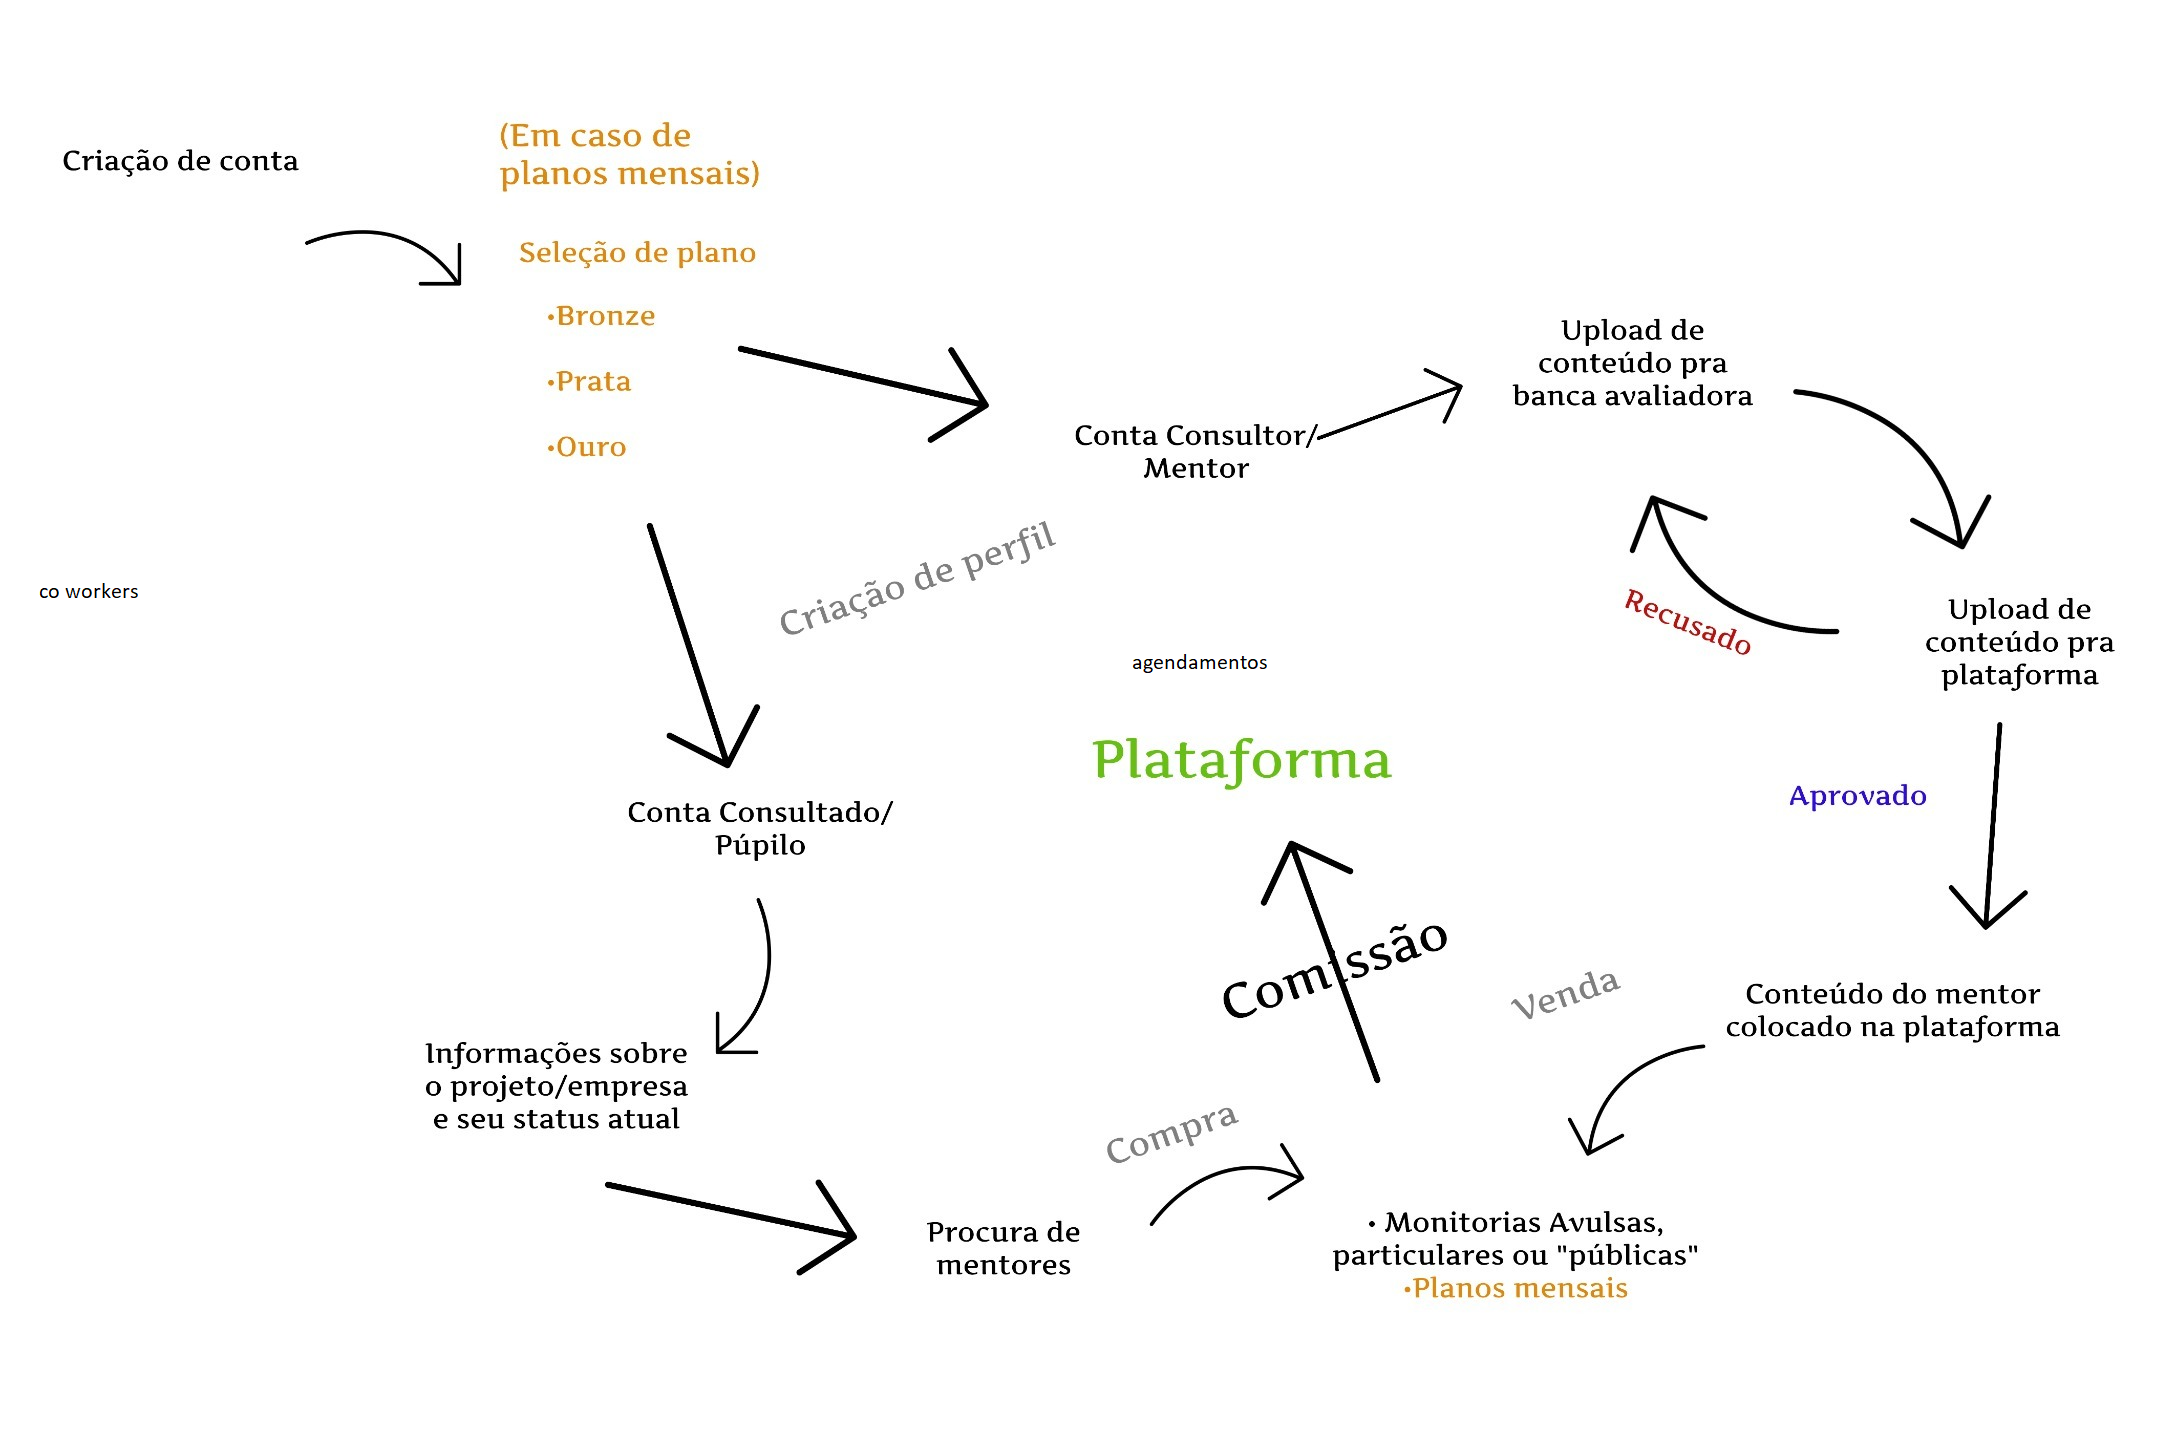 Criação de conta
(Em caso de
planos mensais)
Seleção de plano
•Bronze
•Prata
•Ouro
Conta Consultor/
Mentor
Upload de
conteúdo pra
banca avaliadora
Criação de perfil
co workers
Recusado
Upload de
conteúdo pra
plataforma
agendamentos
Plataforma
Aprovado
Conta Consultado/
Púpilo
Comissão
Venda
Conteúdo do mentor
colocado na plataforma
Informações sobre
o projeto/empresa
e seu status atual
Compra
Procura de
mentores
• Monitorias Avulsas,
particulares ou "públicas"
•Planos mensais